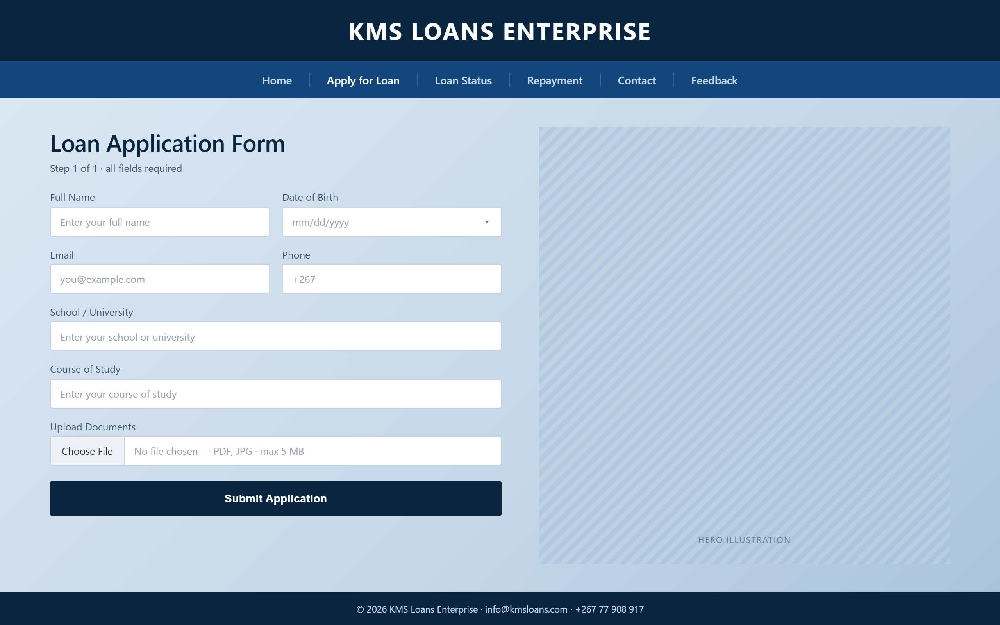 KMS LOANS ENTERPRISE
Home
Apply for Loan
Loan Status
Repayment
Contact
Feedback
Loan Application Form
Step 1 of 1 · all fields required
Full Name
Date of Birth
Enter your full name
mm/dd/yyyy
Email
Phone
you@example.com
+267
School / University
Enter your school or university
Course of Study
Enter your course of study
Upload Documents
Choose File
No file chosen — PDF, JPG · max 5 MB
Submit Application
HERO ILLUSTRATION
© 2026 KMS Loans Enterprise · info@kmsloans.com · +267 77 908 917